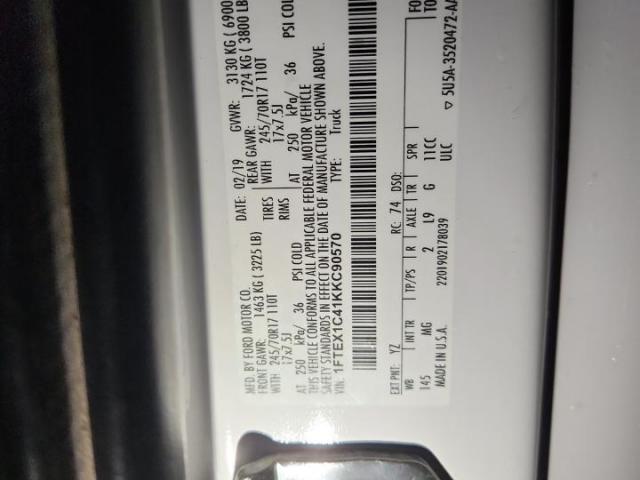 MFD. BY FORD MOTOR CO.
DATE: 02/19 GVWR: 3130 KG ( 6900
FRONT GAWR: 1463 KG ( 3225 LB) REAR GAWR: 1724 KG ( 3800 LB
WITH 245/70R17 110T TIRES WITH 245/70R17 110T
17x7.5J RIMS 17x7.5J
AT 250 kPa/ 36 PSI COLD AT 250 kPa/ 36 PSI COLD
THIS VEHICLE CONFORMS TO ALL APPLICABLE FEDERAL MOTOR VEHICLE
SAFETY STANDARDS IN EFFECT ON THE DATE OF MANUFACTURE SHOWN ABOVE.
VIN: 1FTEX1C41KKC90570 TYPE: Truck
EXT PNT: YZ RC: 74 DSO:
WB INT TR TP/PS R AXLE TR SPR
145 MG 2 L9 G 11CC
MADE IN U.S.A. 2201902178039 ULC
5U5A-3520472-AA